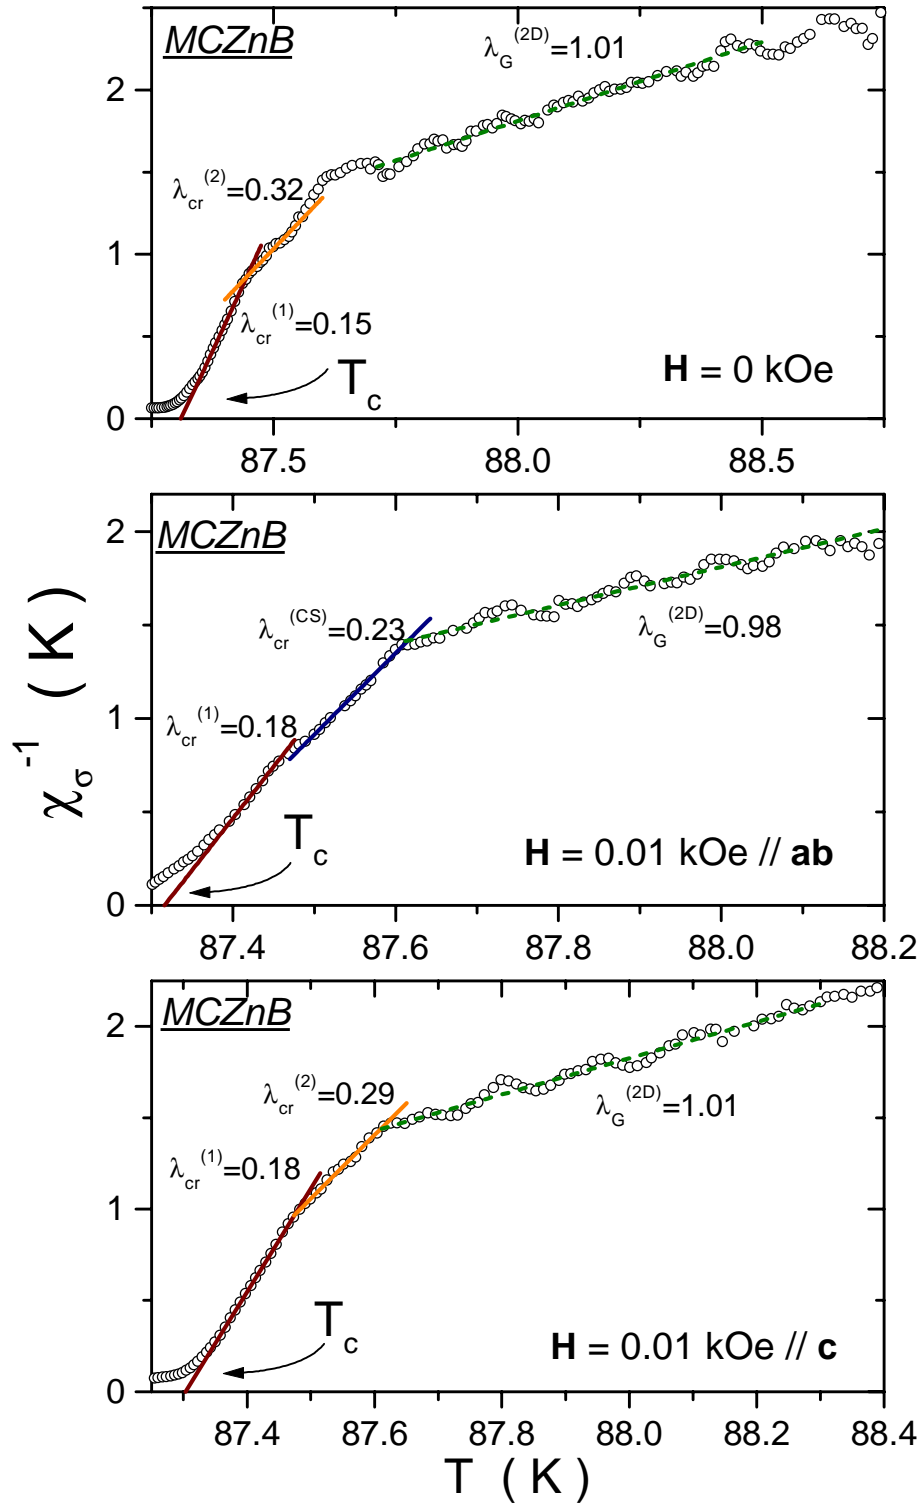 MCZnB
λG(2D)=1.01
2
λcr(2)=0.32
1
λcr(1)=0.15
Tc
H = 0 kOe
0
87.5 88.0 88.5
MCZnB
2
λcr(CS)=0.23
λG(2D)=0.98
λcr(1)=0.18
1
Tc
H = 0.01 kOe // ab
0
87.4 87.6 87.8 88.0 88.2
χσ-1 ( K )
MCZnB
2
λcr(2)=0.29
λG(2D)=1.01
λcr(1)=0.18
1
Tc
H = 0.01 kOe // c
0
87.4 87.6 87.8 88.0 88.2 88.4
T ( K )